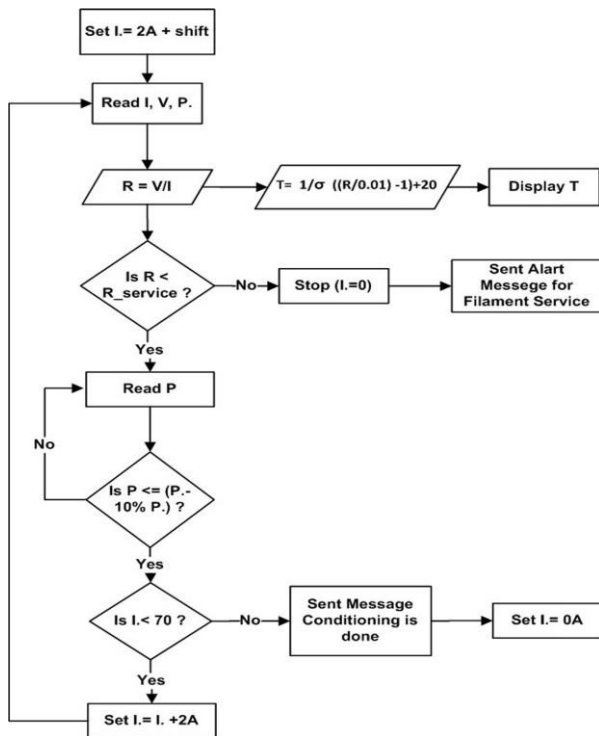 Set I.= 2A + shift
Read I, V, P.
R = V/I
T= 1/σ ((R/0.01) -1)+20
Display T
Is R <
R_service ?
No
Stop (I.=0)
Sent Alart
Messege for
Filament Service
Yes
Read P
No
Is P <= (P.-
10% P.) ?
Yes
Is I.< 70 ?
No
Sent Message
Conditioning is
done
Set I.= 0A
Yes
Set I.= I. +2A